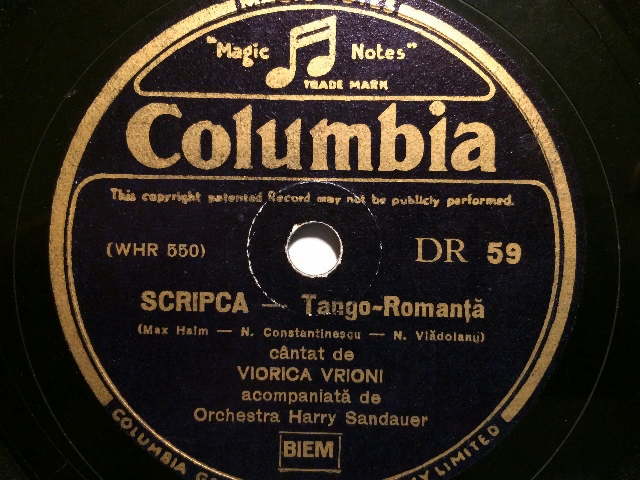 "Magic Notes"
TRADE MARK
Columbia
This copyright patented Record may not be publicly performed.
(WHR 550)
DR 59
SCRIPCA — Tango-Romanță
(Max Halm — N. Constantinescu — N. Vlădoianu)
cântat de
VIORICA VRIONI
acompaniată de
Orchestra Harry Sandauer
BIEM
COLUMBIA
LIMITED